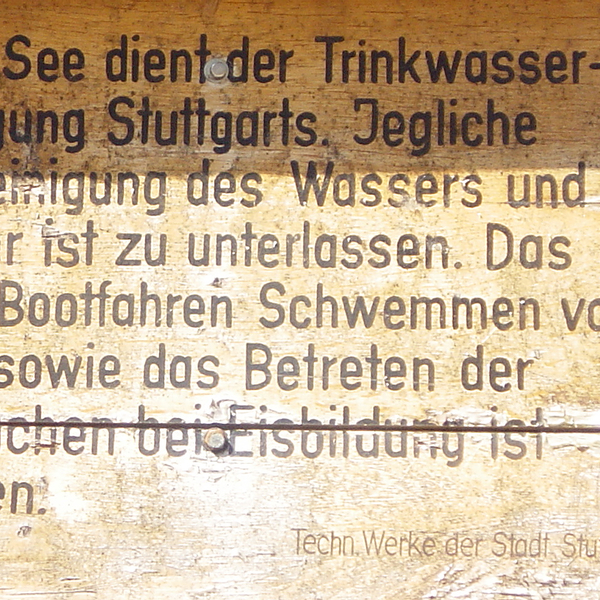 See dient der Trinkwasser-
gung Stuttgarts. Jegliche
einigung des Wassers und
r ist zu unterlassen. Das
Bootfahren Schwemmen vo
sowie das Betreten der
ichen bei Eisbildung ist
en.
Techn. Werke der Stadt. Stu